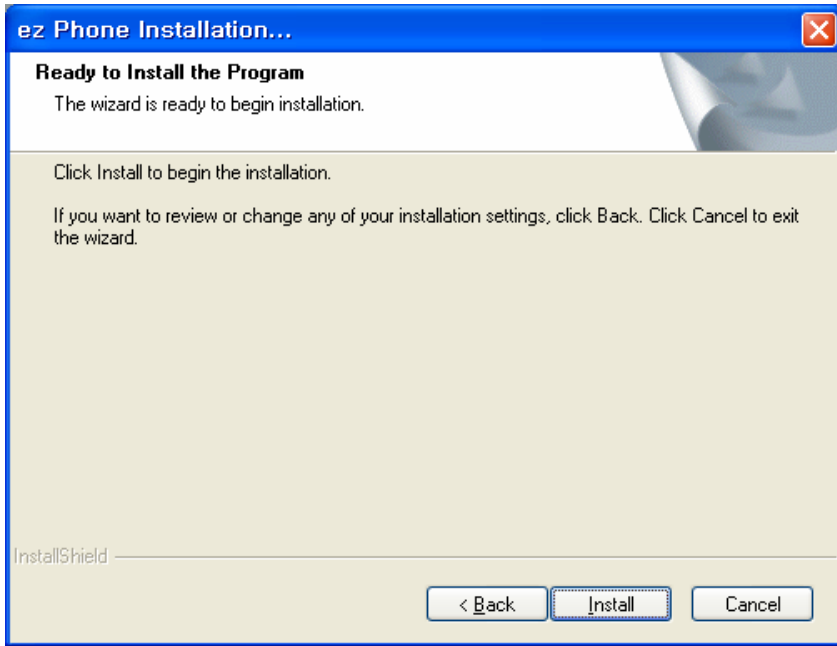 ez Phone Installation...
Ready to Install the Program
The wizard is ready to begin installation.
Click Install to begin the installation.
If you want to review or change any of your installation settings, click Back. Click Cancel to exit
the wizard.
InstallShield
< Back Install Cancel